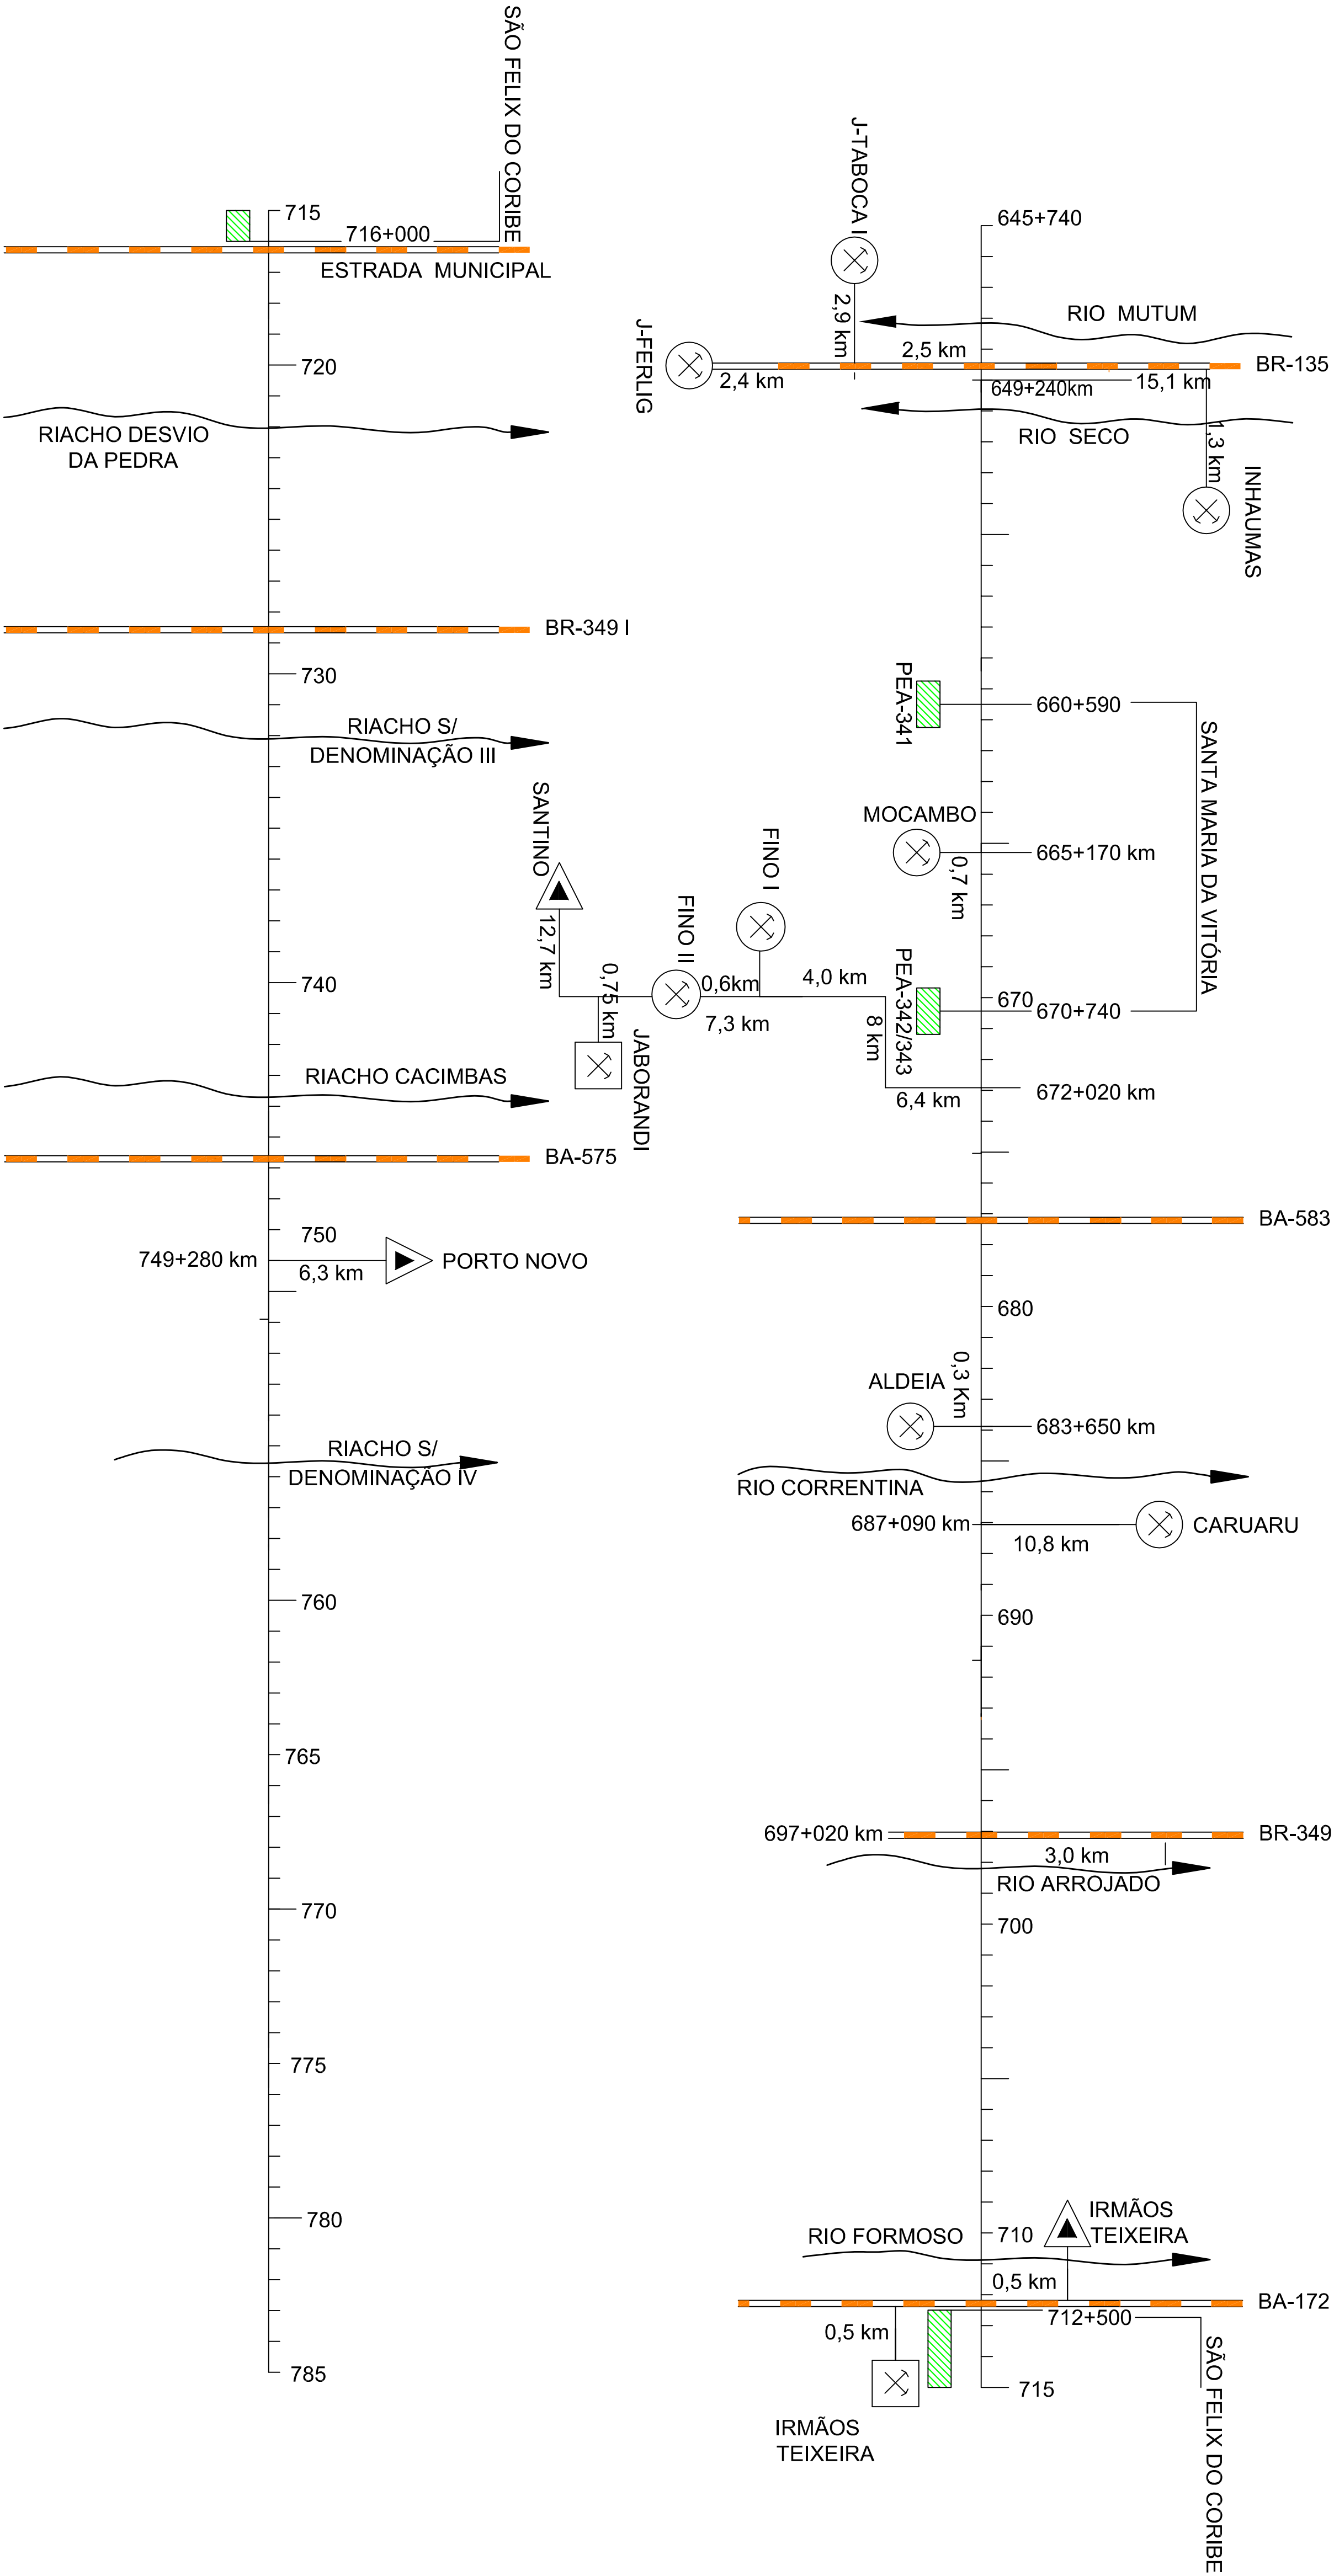 SÃO FELIX DO CORIBE
715
716+000
ESTRADA MUNICIPAL
720
RIACHO DESVIO
DA PEDRA
BR-349 I
730
RIACHO S/
DENOMINAÇÃO III
740
RIACHO CACIMBAS
BA-575
750
749+280 km
6,3 km
PORTO NOVO
RIACHO S/
DENOMINAÇÃO IV
760
765
770
775
780
785
645+740
J-TABOCA I
2,9 km
RIO MUTUM
J-FERLIG
2,4 km
2,5 km
BR-135
649+240km
15,1 km
RIO SECO
1,3 km
INHAUMAS
PEA-341
660+590
SANTA MARIA DA VITÓRIA
MOCAMBO
0,7 km
665+170 km
SANTINO
12,7 km
0,75 km
JABORANDI
FINO II
0,6km
7,3 km
FINO I
4,0 km
8 km
PEA-342/343
670
670+740
6,4 km
672+020 km
BA-583
680
0,3 Km
ALDEIA
683+650 km
RIO CORRENTINA
687+090 km
10,8 km
CARUARU
690
697+020 km
BR-349
3,0 km
RIO ARROJADO
700
RIO FORMOSO
710
IRMÃOS
TEIXEIRA
0,5 km
BA-172
712+500
0,5 km
715
IRMÃOS
TEIXEIRA
SÃO FELIX DO CORIBE